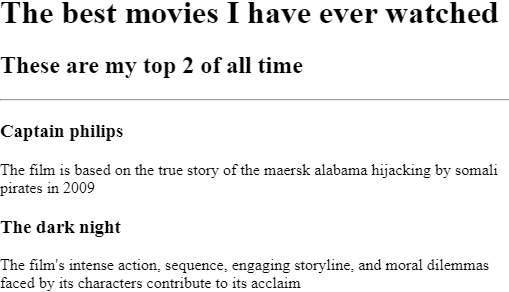 The best movies I have ever watched
These are my top 2 of all time
Captain philips
The film is based on the true story of the maersk alabama hijacking by somali
pirates in 2009
The dark night
The film's intense action, sequence, engaging storyline, and moral dilemmas
faced by its characters contribute to its acclaim